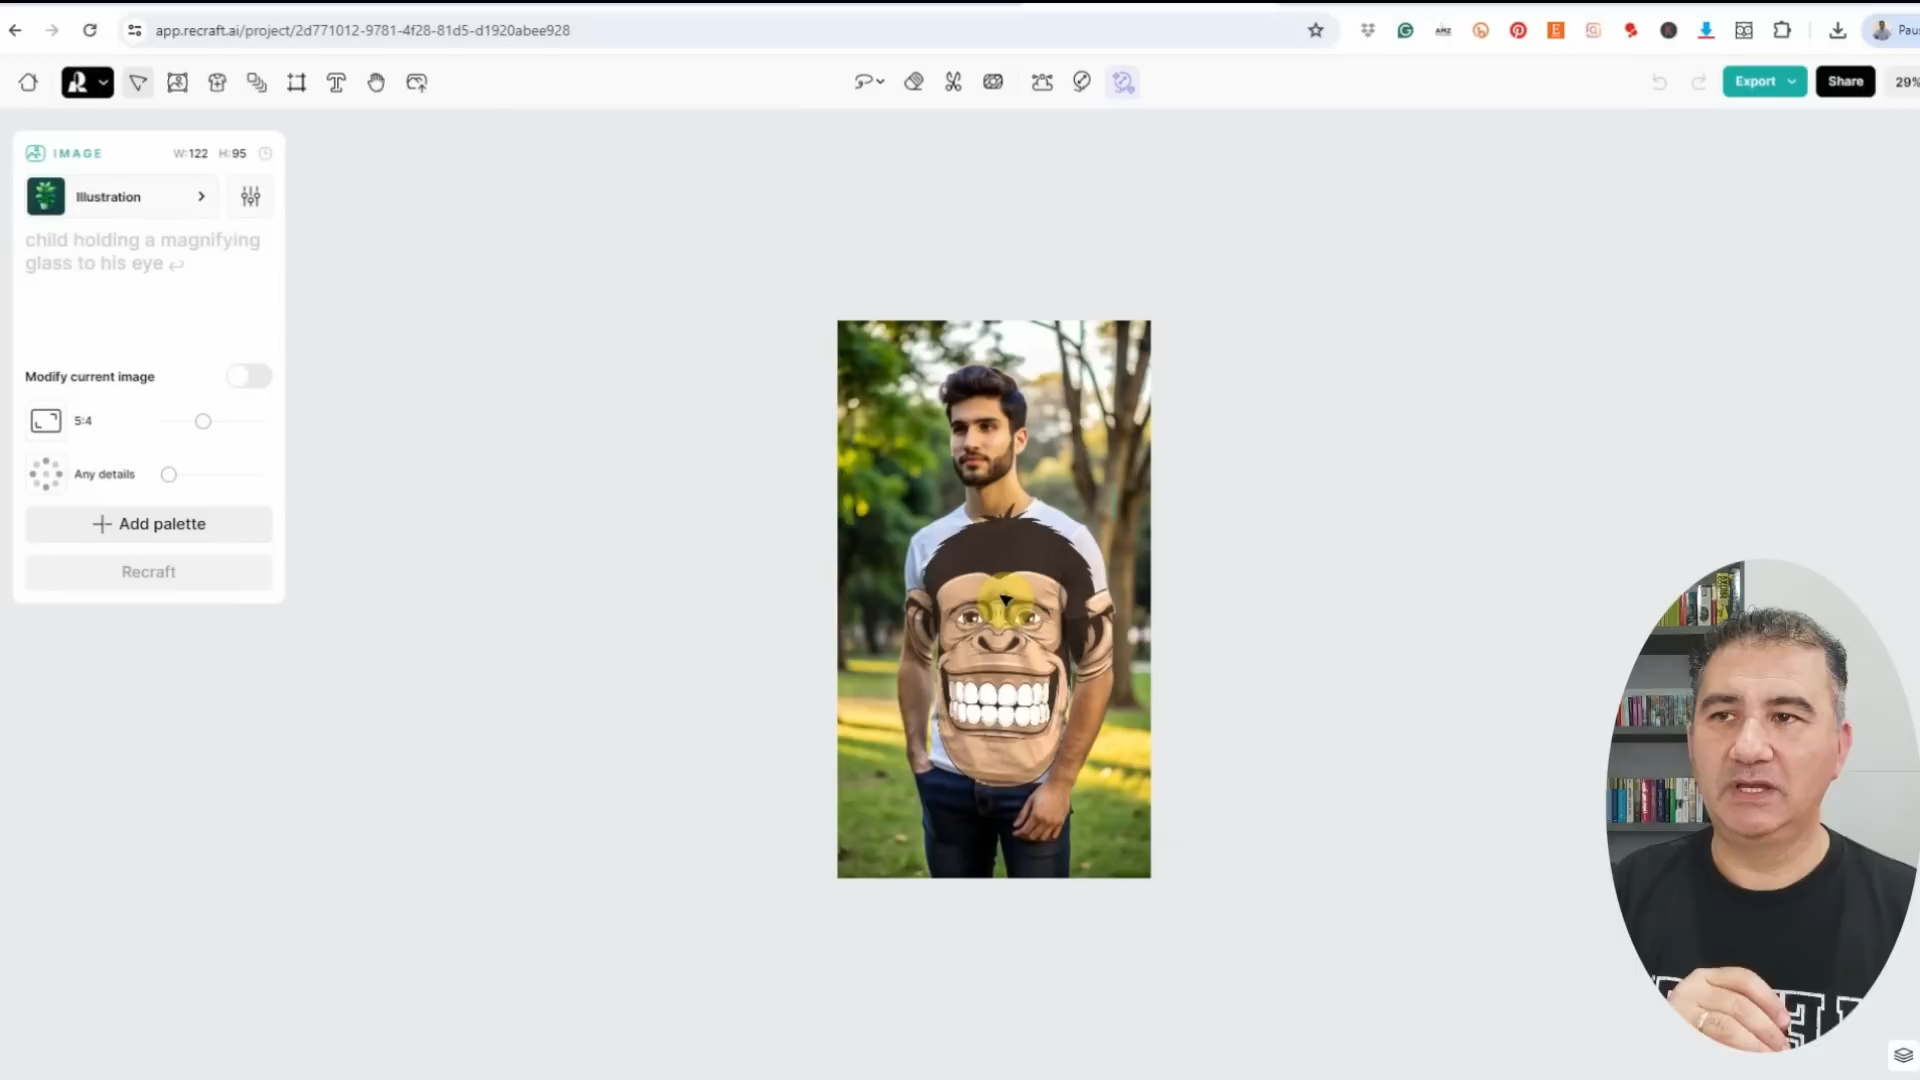 app.recraft.ai/project/2d771012-9781-4f28-81d5-d1920abee928
Paus
Export
Share
29%
IMAGE
W:122 H:95
Illustration
child holding a magnifying
glass to his eye
Modify current image
5:4
Any details
Add palette
Recraft